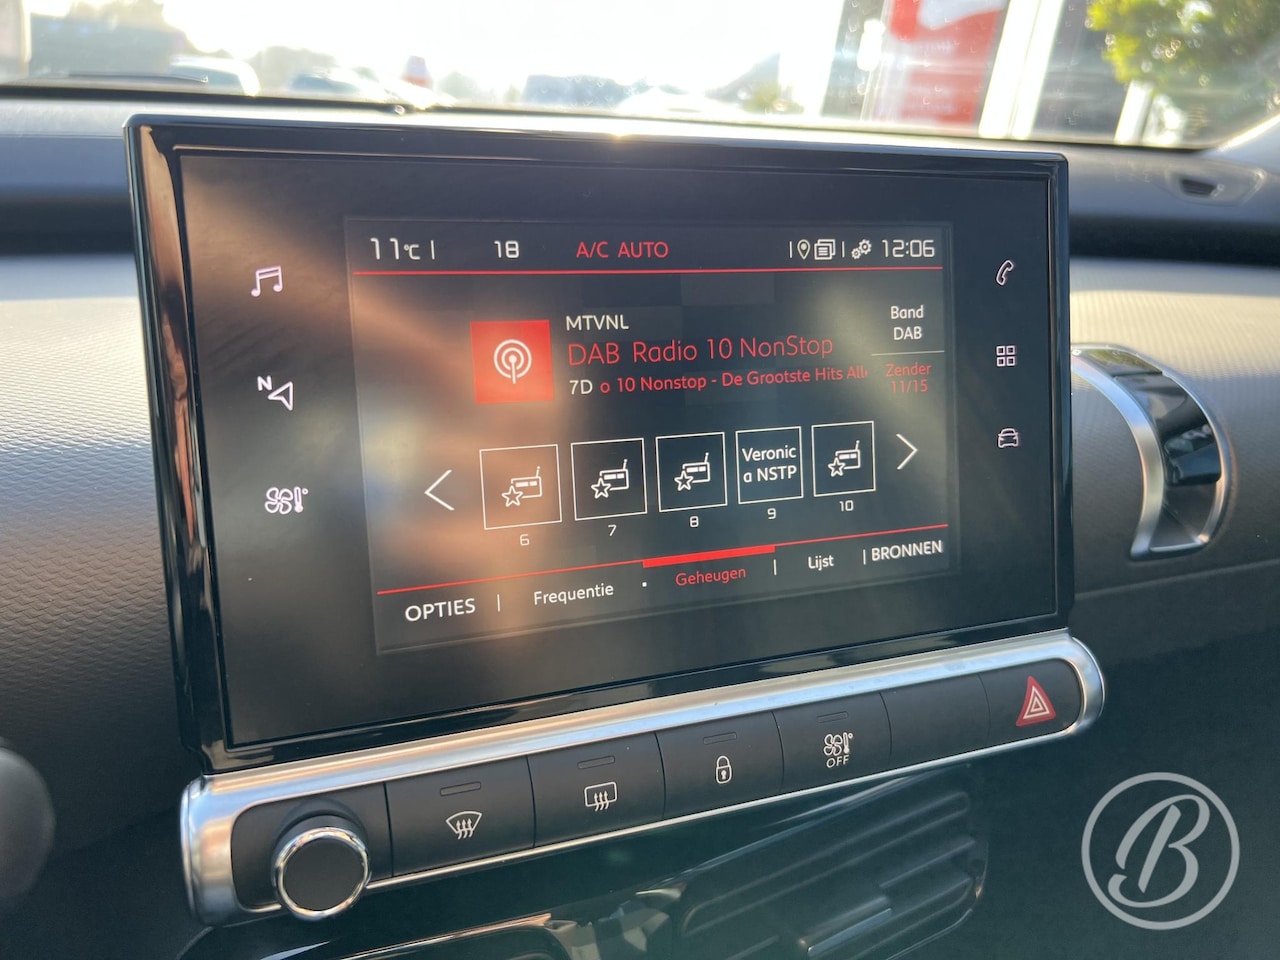 11°C 18 A/C AUTO 12:06
MTVNL
DAB Radio 10 NonStop
7D o 10 Nonstop - De Grootste Hits All
Band
DAB
Zender
11/15
Veronic
a NSTP
6 7 8 9 10
OPTIES | Frequentie Geheugen | Lijst | BRONNEN
N
OFF
B